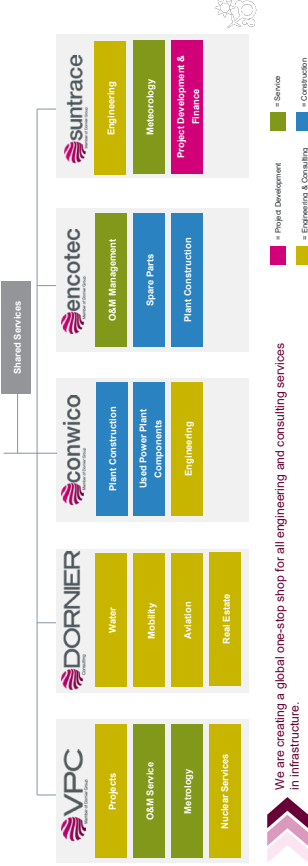 Shared Services
VPC
Member of Dornier Group
Projects
O&M Service
Metrology
Nuclear Services
DORNIER
Consulting
Water
Mobility
Aviation
Real Estate
conwico
Member of Dornier Group
Plant Construction
Used Power Plant
Components
Engineering
encotec
Member of Dornier Group
O&M Management
Spare Parts
Plant Construction
suntrace
Member of Dornier Group
Engineering
Meteorology
Project Development &
Finance
We are creating a global one-stop shop for all engineering and consulting services
in infrastructure.
= Project Development
= Service
= Engineering & Consulting
= Construction